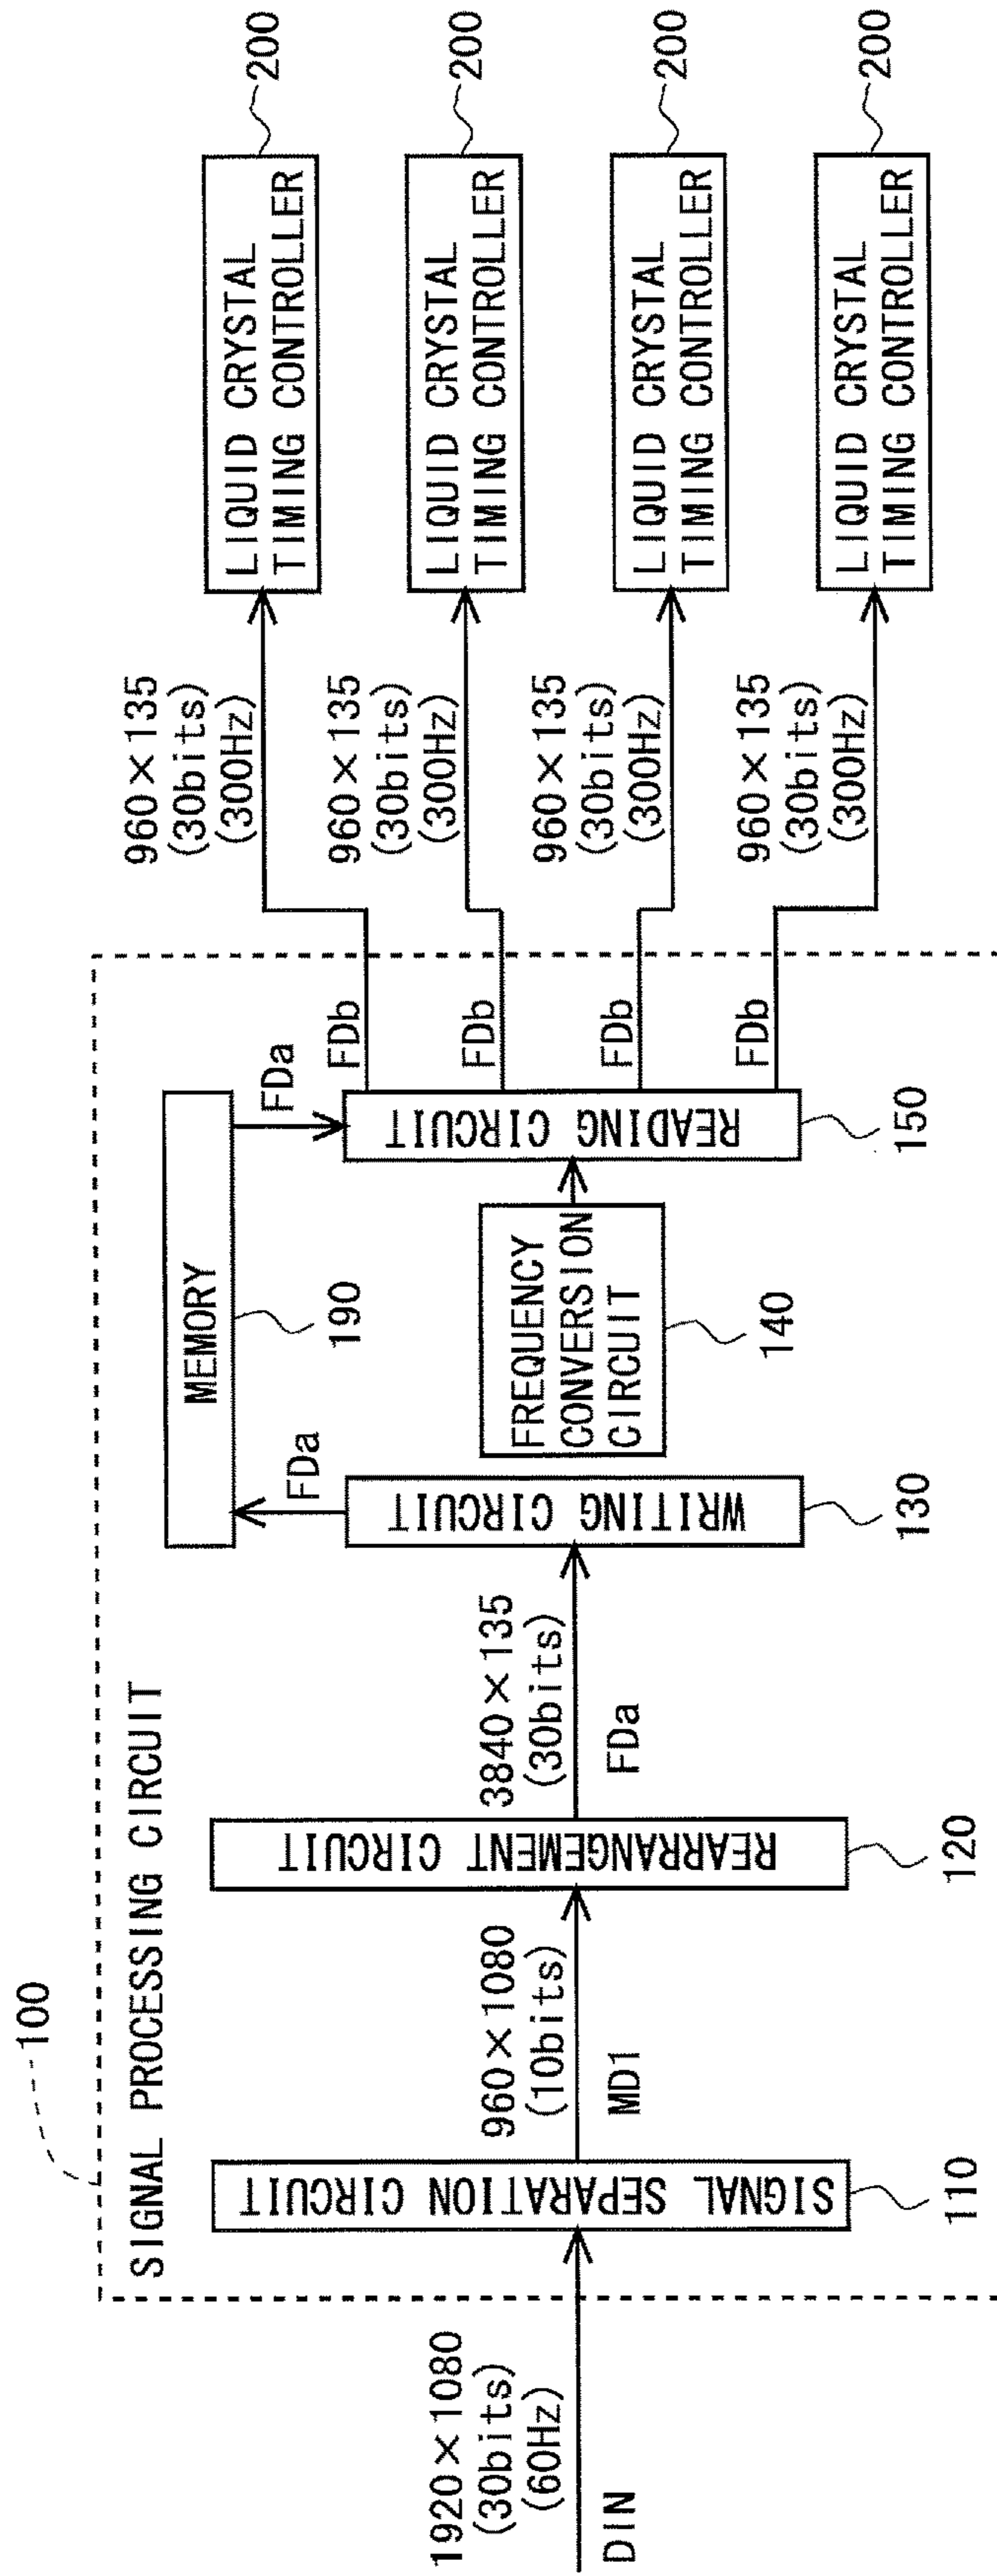 100
SIGNAL PROCESSING CIRCUIT
1920×1080
(30bits)
(60Hz)
DIN
SIGNAL SEPARATION CIRCUIT
110
960×1080
(10bits)
MD1
REARRANGEMENT CIRCUIT
120
3840×135
(30bits)
FDa
WRITING CIRCUIT
130
FDa
MEMORY
190
FREQUENCY
CONVERSION
CIRCUIT
140
FDa
READING CIRCUIT
150
FDb
FDb
FDb
FDb
960×135
(30bits)
(300Hz)
LIQUID CRYSTAL
TIMING CONTROLLER
200
960×135
(30bits)
(300Hz)
LIQUID CRYSTAL
TIMING CONTROLLER
200
960×135
(30bits)
(300Hz)
LIQUID CRYSTAL
TIMING CONTROLLER
200
960×135
(30bits)
(300Hz)
LIQUID CRYSTAL
TIMING CONTROLLER
200